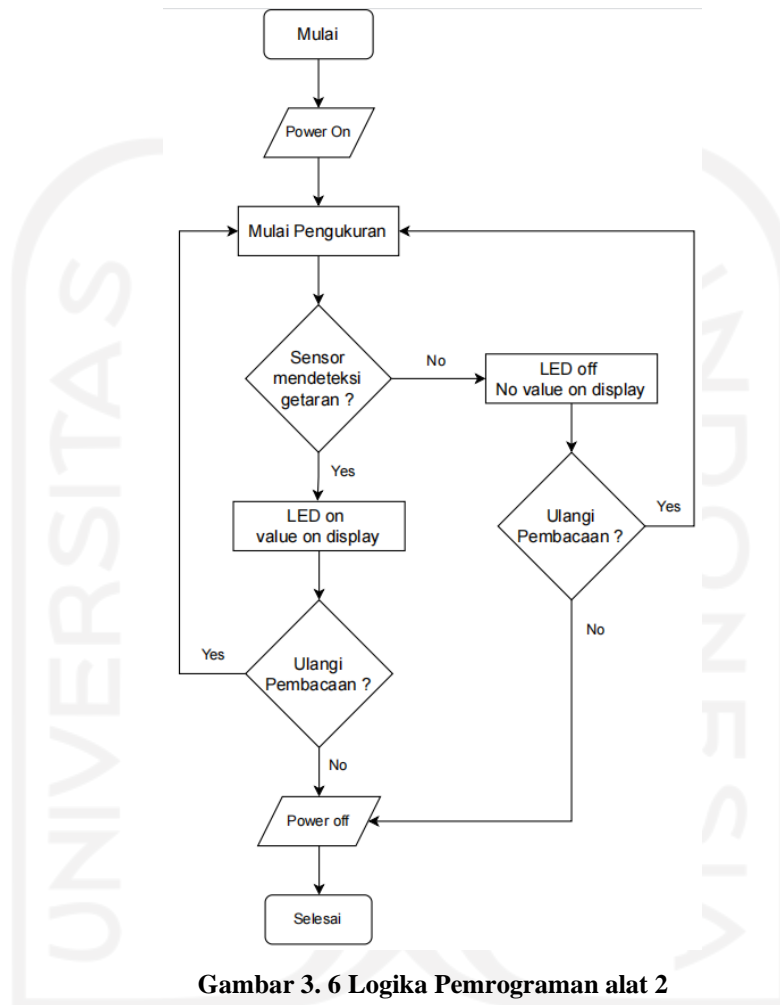 Mulai
Power On
Mulai Pengukuran
Sensor
mendeteksi
getaran ?
No
LED off
No value on display
Yes
LED on
value on display
Ulangi
Pembacaan ?
Yes
No
Yes
Ulangi
Pembacaan ?
No
Power off
Selesai
Gambar 3. 6 Logika Pemrograman alat 2
UNIVERSITAS
INDONESIA